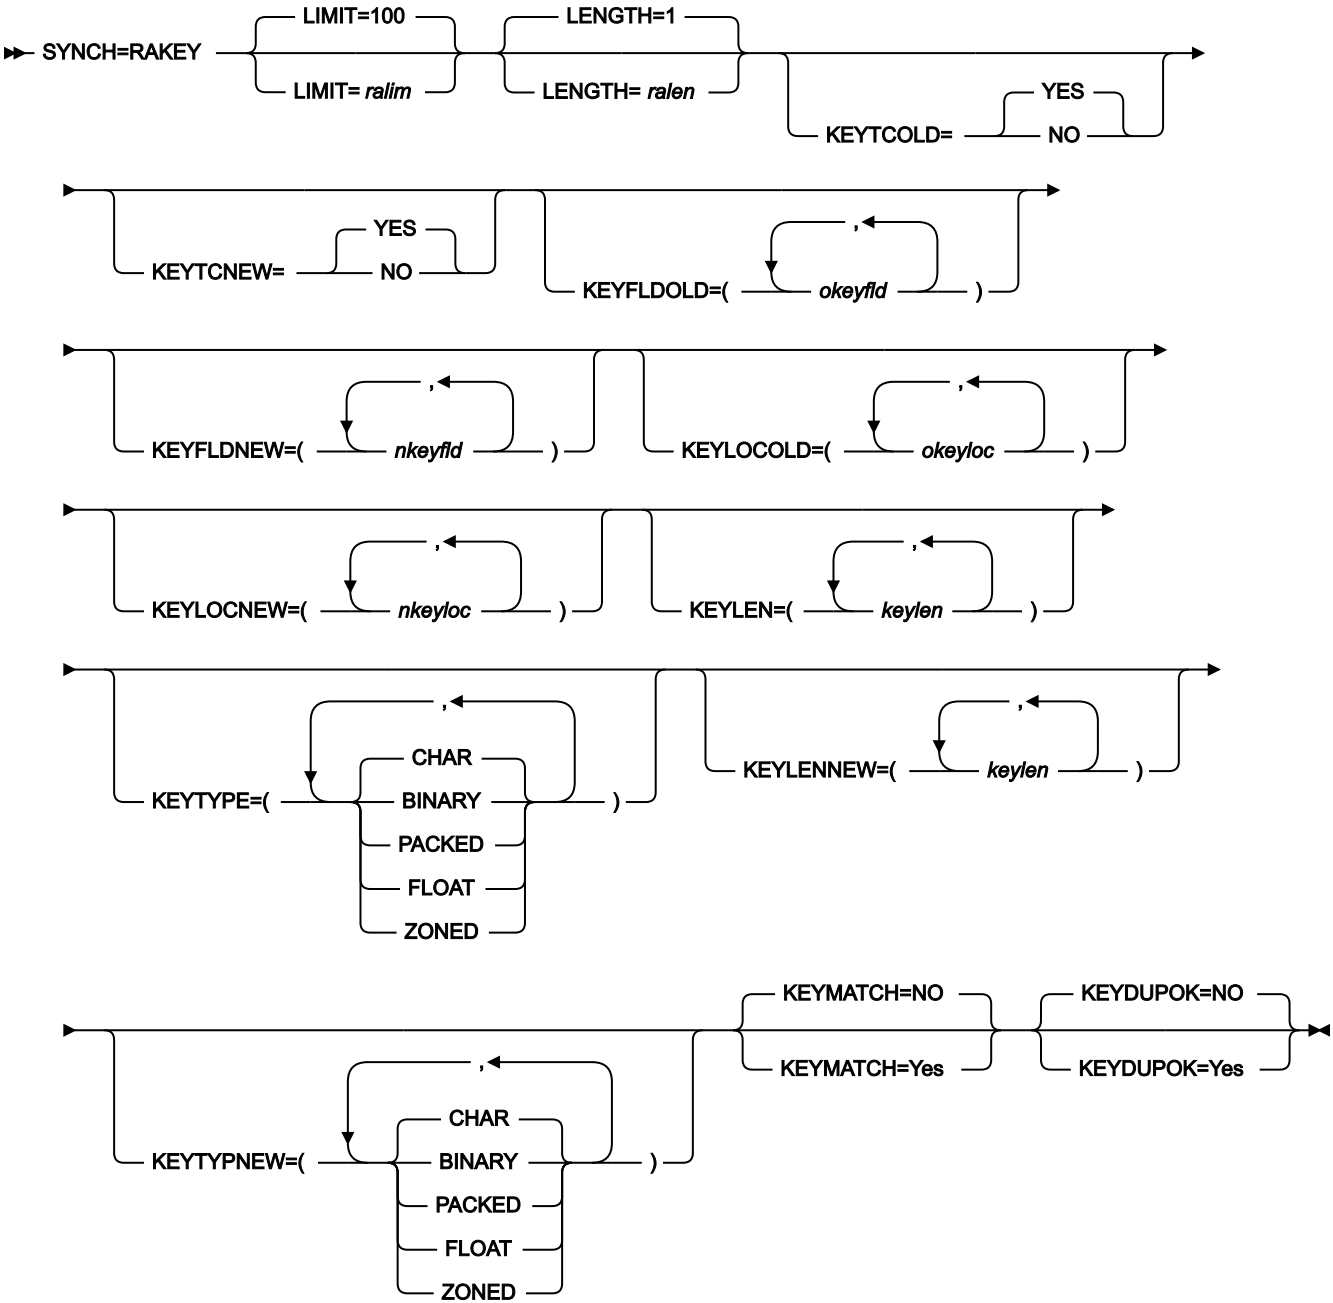 LIMIT=100
LENGTH=1
SYNCH=RAKEY
LIMIT= ralim
LENGTH= ralen
YES
KEYTCOLD=
NO
YES
KEYTCNEW=
NO
,
KEYFLDOLD=( okeyfld )
,
KEYFLDNEW=( nkeyfld )
,
KEYLOCOLD=( okeyloc )
,
KEYLOCNEW=( nkeyloc )
,
KEYLEN=( keylen )
,
CHAR
KEYTYPE=( BINARY )
PACKED
FLOAT
ZONED
,
KEYLENNEW=( keylen )
,
CHAR
KEYTYPNEW=( BINARY )
PACKED
FLOAT
ZONED
KEYMATCH=NO
KEYMATCH=Yes
KEYDUPOK=NO
KEYDUPOK=Yes